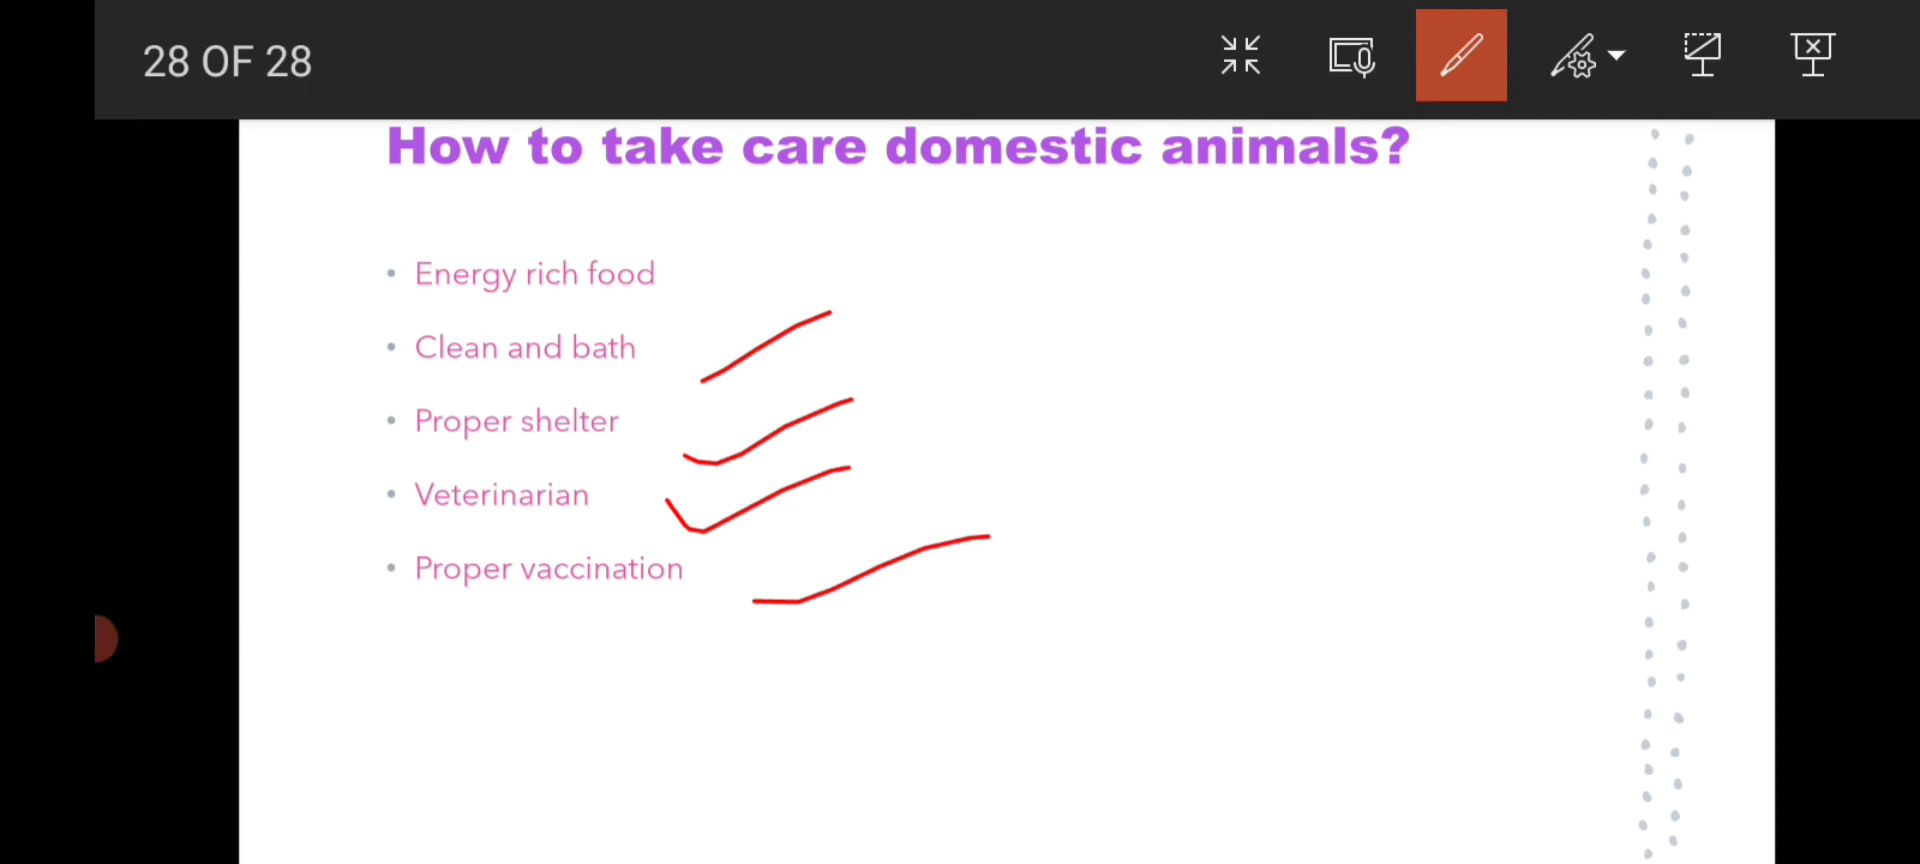 28 OF 28
How to take care domestic animals?
• Energy rich food
• Clean and bath
• Proper shelter
• Veterinarian
• Proper vaccination